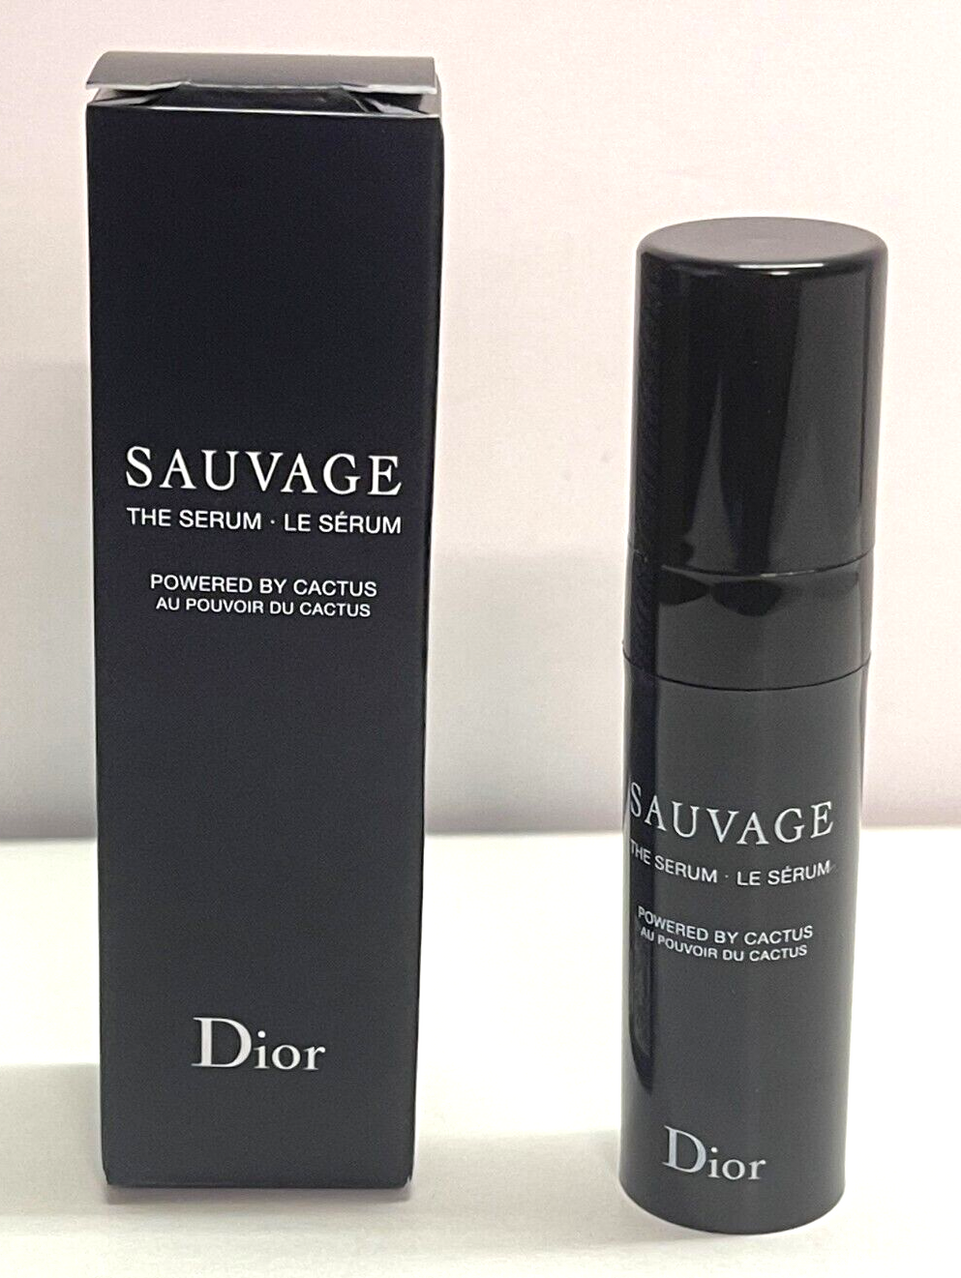 SAUVAGE
THE SERUM · LE SÉRUM
POWERED BY CACTUS
AU POUVOIR DU CACTUS
Dior
SAUVAGE
THE SERUM · LE SÉRUM
POWERED BY CACTUS
AU POUVOIR DU CACTUS
Dior